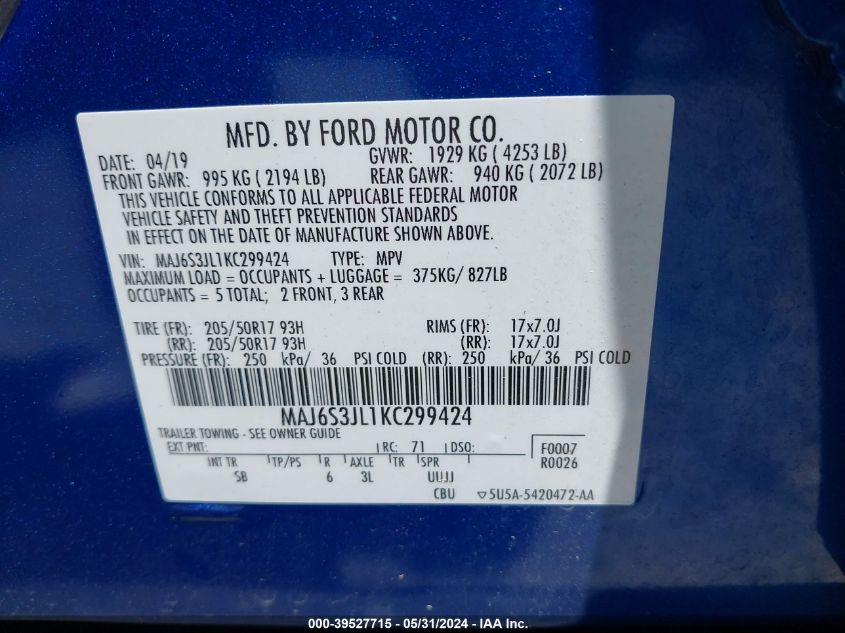 MFD. BY FORD MOTOR CO.
DATE: 04/19 GVWR: 1929 KG ( 4253 LB)
FRONT GAWR: 995 KG ( 2194 LB) REAR GAWR: 940 KG ( 2072 LB)
THIS VEHICLE CONFORMS TO ALL APPLICABLE FEDERAL MOTOR
VEHICLE SAFETY AND THEFT PREVENTION STANDARDS
IN EFFECT ON THE DATE OF MANUFACTURE SHOWN ABOVE.
VIN: MAJ6S3JL1KC299424 TYPE: MPV
MAXIMUM LOAD = OCCUPANTS + LUGGAGE = 375KG/ 827LB
OCCUPANTS = 5 TOTAL; 2 FRONT, 3 REAR
TIRE (FR): 205/50R17 93H RIMS (FR): 17x7.0J
(RR): 205/50R17 93H (RR): 17x7.0J
PRESSURE (FR): 250 kPa/ 36 PSI COLD (RR): 250 kPa/ 36 PSI COLD
MAJ6S3JL1KC299424
TRAILER TOWING - SEE OWNER GUIDE
EXT PNT: RC: 71 DSO: F0007
INT TR TP/PS R AXLE TR SPR R0026
SB 6 3L UUJJ
CBU 5U5A-5420472-AA
000-39527715 - 05/31/2024 - IAA Inc.